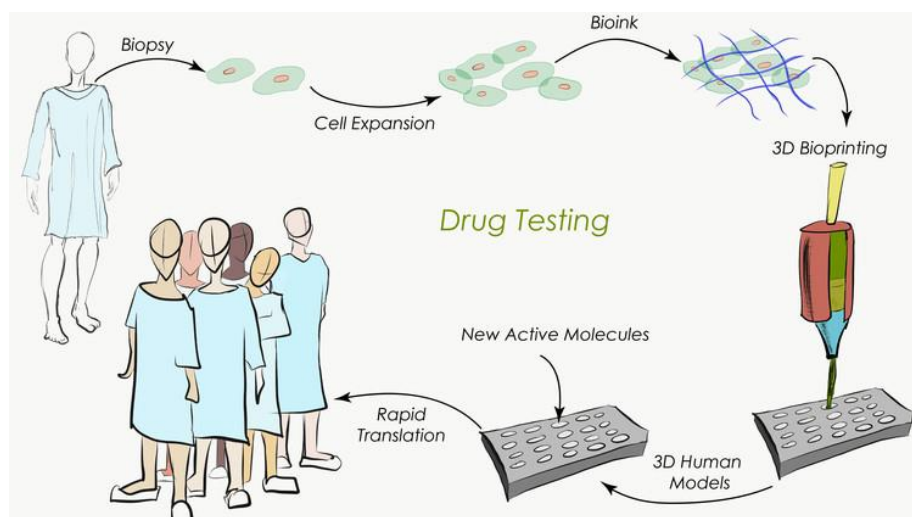 Biopsy
Cell Expansion
Bioink
3D Bioprinting
Drug Testing
New Active Molecules
3D Human
Models
Rapid
Translation